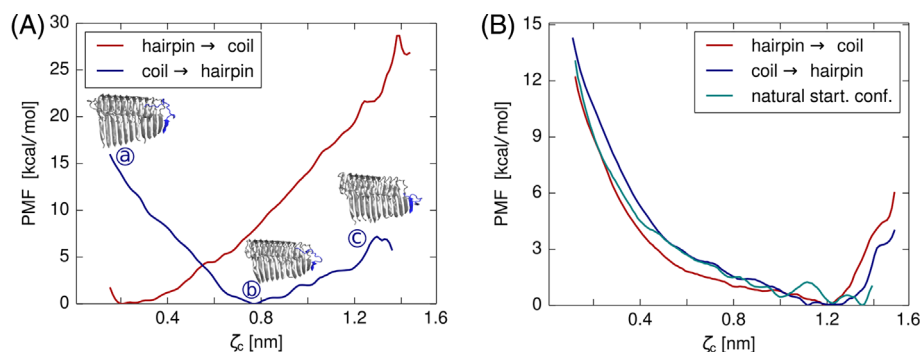 (A)
30
25
20
15
10
5
0
PMF [kcal/mol]
hairpin → coil
coil → hairpin
a
b
c
0.4
0.8
1.2
1.6
ζc [nm]
(B)
15
12
9
6
3
0
PMF [kcal/mol]
hairpin → coil
coil → hairpin
natural start. conf.
0.4
0.8
1.2
1.6
ζc [nm]